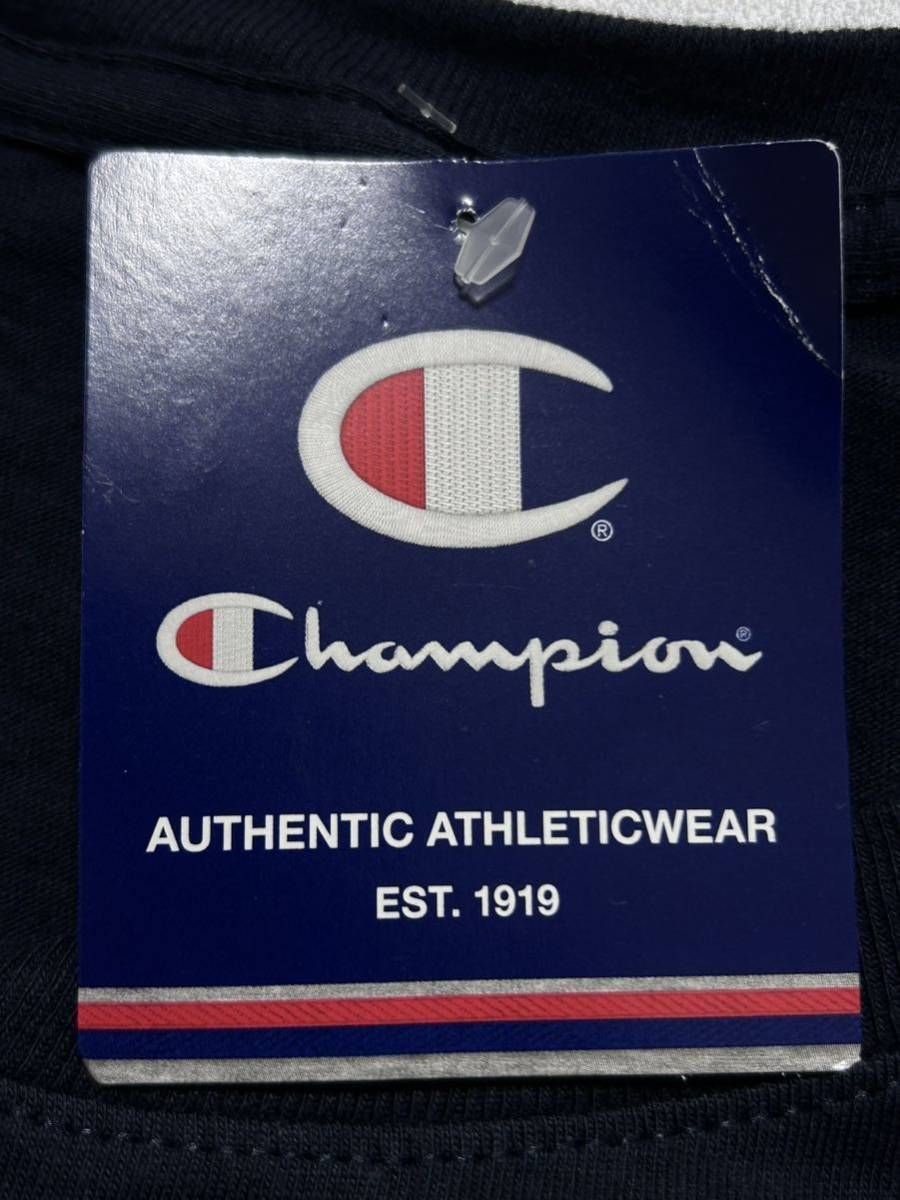 ®
Champion®
AUTHENTIC ATHLETICWEAR
EST. 1919